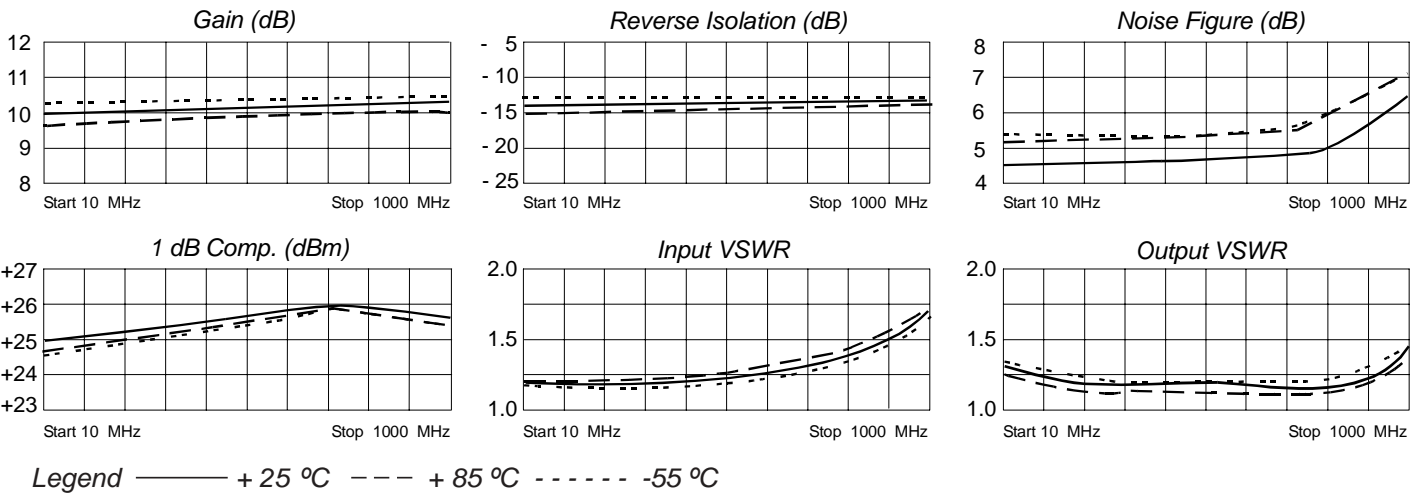 Gain (dB)
12
11
10
9
8
Start 10 MHz
Stop 1000 MHz
Reverse Isolation (dB)
- 5
- 10
- 15
- 20
- 25
Start 10 MHz
Stop 1000 MHz
Noise Figure (dB)
8
7
6
5
4
Start 10 MHz
Stop 1000 MHz
1 dB Comp. (dBm)
+27
+26
+25
+24
+23
Start 10 MHz
Stop 1000 MHz
Input VSWR
2.0
1.5
1.0
Start 10 MHz
Stop 1000 MHz
Output VSWR
2.0
1.5
1.0
Start 10 MHz
Stop 1000 MHz
Legend + 25 ºC + 85 ºC -55 ºC